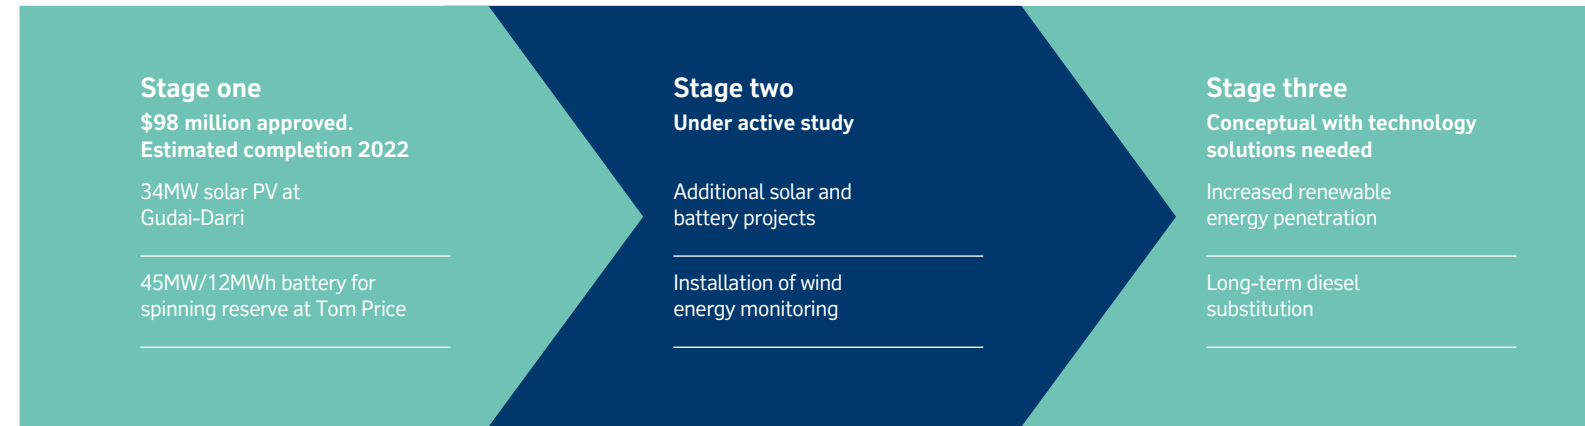 Stage one
$98 million approved.
Estimated completion 2022
34MW solar PV at
Gudai-Darri
45MW/12MWh battery for
spinning reserve at Tom Price
Stage two
Under active study
Additional solar and
battery projects
Installation of wind
energy monitoring
Stage three
Conceptual with technology
solutions needed
Increased renewable
energy penetration
Long-term diesel
substitution